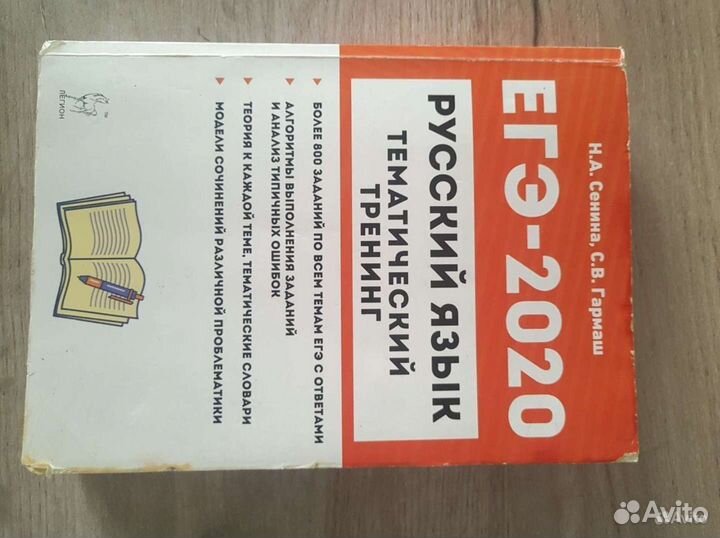 Н.А. Сенина, С.В. Гармаш
ЕГЭ-2020
РУССКИЙ ЯЗЫК
ТЕМАТИЧЕСКИЙ
ТРЕНИНГ
БОЛЕЕ 800 ЗАДАНИЙ ПО ВСЕМ ТЕМАМ ЕГЭ С ОТВЕТАМИ
АЛГОРИТМЫ ВЫПОЛНЕНИЯ ЗАДАНИЙ
И АНАЛИЗ ТИПИЧНЫХ ОШИБОК
ТЕОРИЯ К КАЖДОЙ ТЕМЕ, ТЕМАТИЧЕСКИЕ СЛОВАРИ
МОДЕЛИ СОЧИНЕНИЙ РАЗЛИЧНОЙ ПРОБЛЕМАТИКИ
ЛЕГИОН
TM
Avito